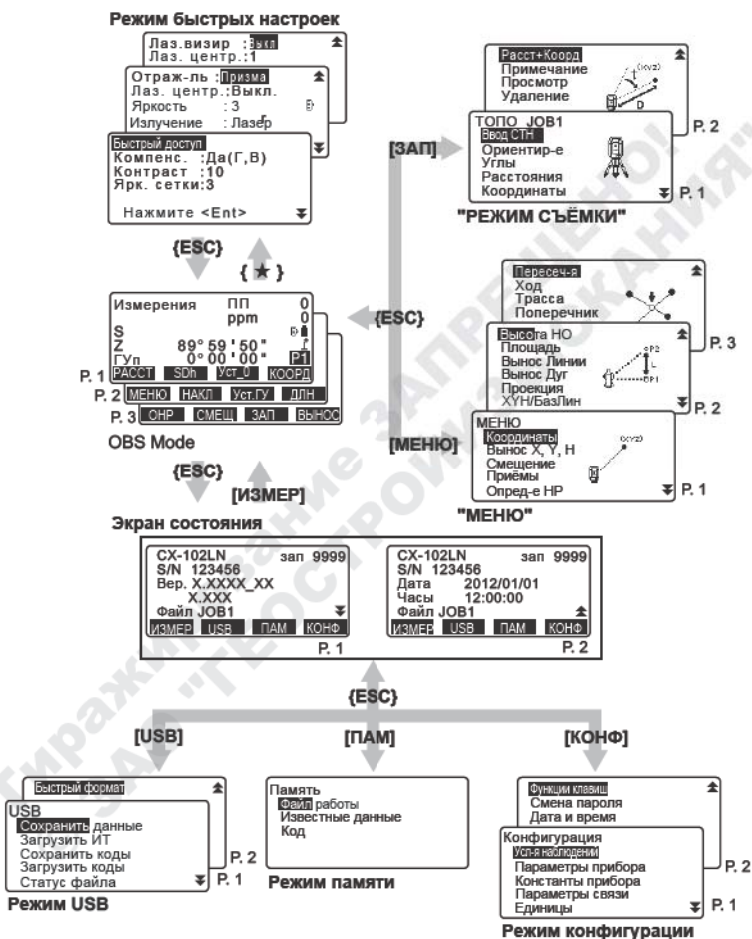 Режим быстрых настроек
Лаз.визир :Выкл
Лаз. центр.:1
Отраж-ль :Призма
Лаз. центр.:Выкл.
Яркость : 3
Излучение : Лазер
Быстрый доступ
Компенс. :Да(Г,В)
Контраст :10
Ярк. сетки:3
Нажмите <Ent>
{ESC}
{ ★ }
Измерения ПП 0
ppm 0
S
Z 89° 59 ' 50 "
ГУп 0° 00 ' 00 " P1
P. 1 РАССТ SDh Уст_0 КООРД
P. 2 МЕНЮ НАКЛ Уст.ГУ ДЛН
P. 3 ОНР СМЕЩ ЗАП ВЫНОС
OBS Mode
{ESC}
[ИЗМЕР]
[ЗАП]
Расст+Коорд
Примечание
Просмотр
Удаление
(XYZ)
D
P. 2
ТОПО JOB1
Ввод СТН
Ориентир-е
Углы
Расстояния
Координаты
P. 1
"РЕЖИМ СЪЁМКИ"
{ESC}
[МЕНЮ]
Пересеч-я
Ход
Трасса
Поперечник
P. 3
Высота НО
Площадь
Вынос Линии
Вынос Дуг
Проекция
XYH/БазЛин
P2
L
P1
P. 2
МЕНЮ
Координаты
Вынос X, Y, H
Смещение
Приёмы
Опред-е НР
(XYZ)
P. 1
"МЕНЮ"
Экран состояния
CX-102LN зап 9999
S/N 123456
Вер. X.XXXX_XX
X.XXX
Файл JOB1
ИЗМЕР USB ПАМ КОНФ
P. 1
CX-102LN зап 9999
S/N 123456
Дата 2012/01/01
Часы 12:00:00
Файл JOB1
ИЗМЕР USB ПАМ КОНФ
P. 2
{ESC}
[USB]
[ПАМ]
[КОНФ]
Быстрый формат
P. 2
USB
Сохранить данные
Загрузить ИТ
Сохранить коды
Загрузить коды
Статус файла
P. 1
Режим USB
Память
Файл работы
Известные данные
Код
Режим памяти
Функции клавиш
Смена пароля
Дата и время
P. 2
Конфигурация
Усл-я наблюдений
Параметры прибора
Константы прибора
Параметры связи
Единицы
P. 1
Режим конфигурации
Тиражирование ЗАПРЕЩЕНО!